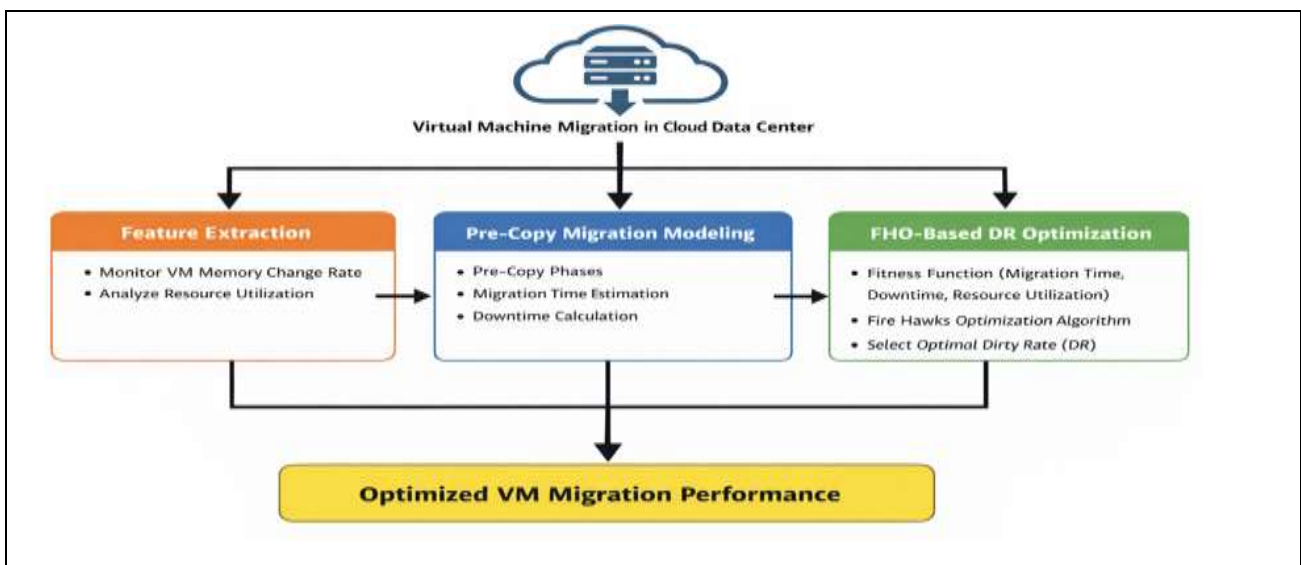 Virtual Machine Migration in Cloud Data Center
Feature Extraction
• Monitor VM Memory Change Rate
• Analyze Resource Utilization
Pre-Copy Migration Modeling
• Pre-Copy Phases
• Migration Time Estimation
• Downtime Calculation
FHO-Based DR Optimization
• Fitness Function (Migration Time,
Downtime, Resource Utilization)
• Fire Hawks Optimization Algorithm
• Select Optimal Dirty Rate (DR)
Optimized VM Migration Performance